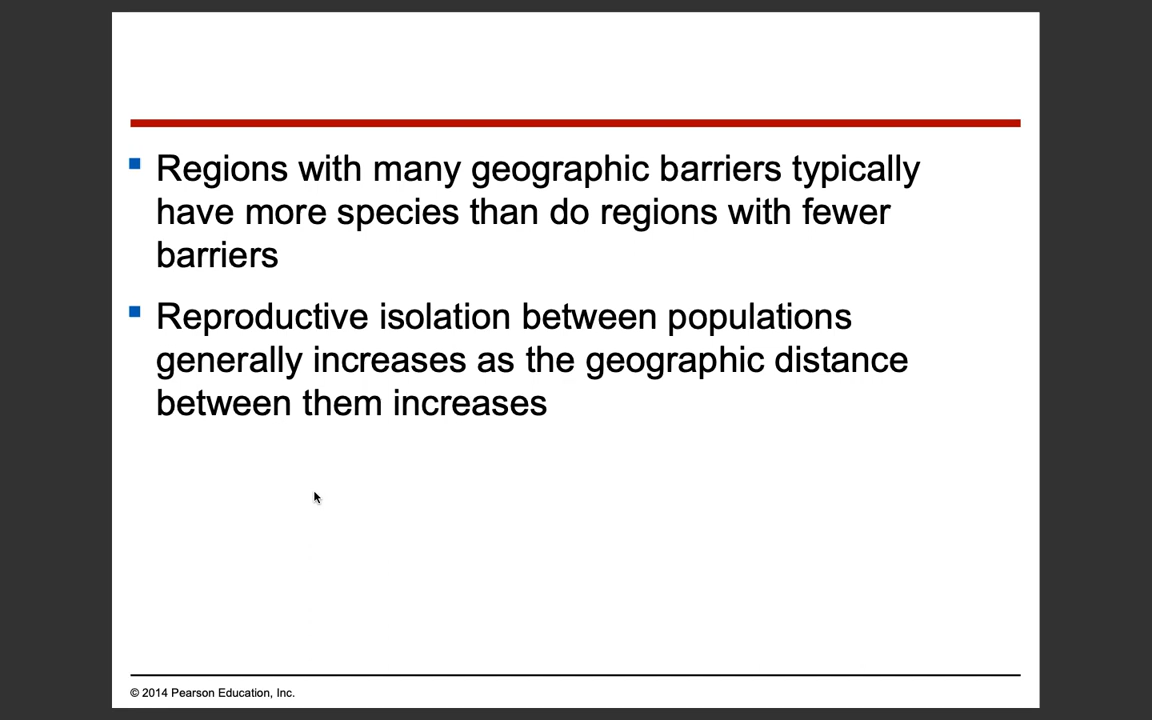 Regions with many geographic barriers typically
have more species than do regions with fewer
barriers
Reproductive isolation between populations
generally increases as the geographic distance
between them increases
© 2014 Pearson Education, Inc.